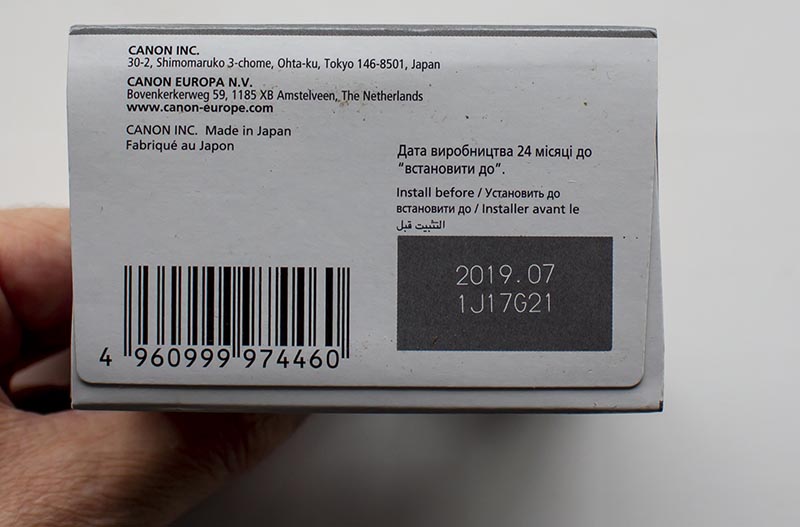 CANON INC.
30-2, Shimomaruko 3-chome, Ohta-ku, Tokyo 146-8501, Japan
CANON EUROPA N.V.
Bovenkerkerweg 59, 1185 XB Amstelveen, The Netherlands
www.canon-europe.com
CANON INC. Made in Japan
Fabriqué au Japon
Дата виробництва 24 місяці до
“встановити до”.
Install before / Установить до
встановити до / Installer avant le
التثبيت قبل
2019.07
1J17G21
4 960999 974460